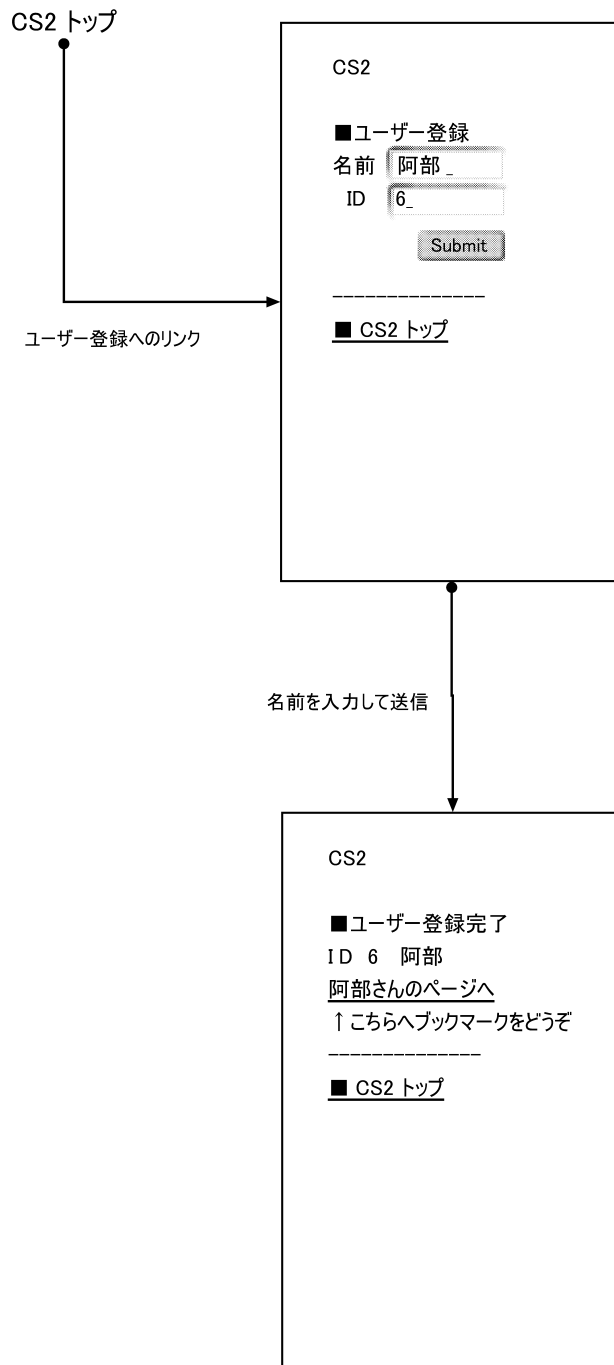 CS2 トップ
CS2
■ユーザー登録
名前 阿部 _
ID 6_
Submit
--------------
■ CS2 トップ
ユーザー登録へのリンク
名前を入力して送信
CS2
■ユーザー登録完了
ID 6 阿部
阿部さんのページへ
↑こちらへブックマークをどうぞ
--------------
■ CS2 トップ